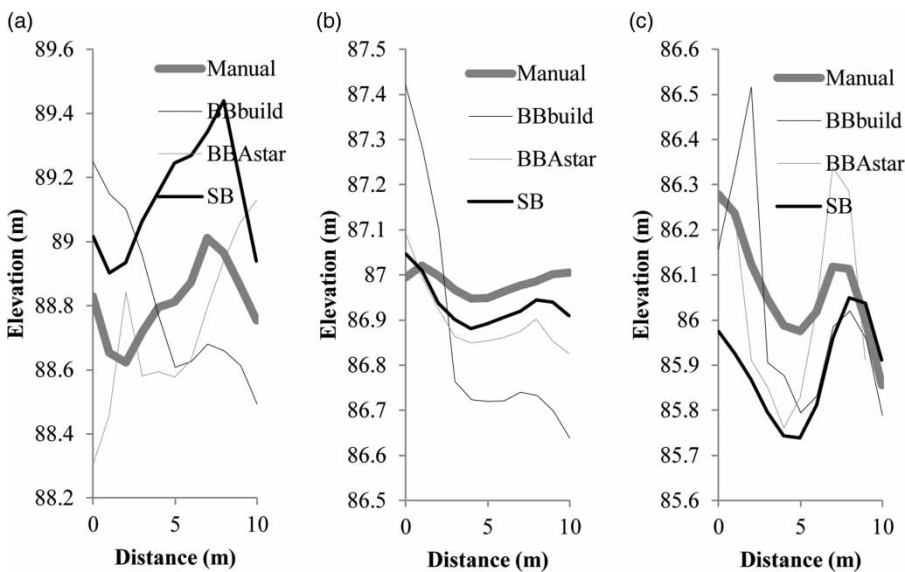 (a)
89.6
89.4
89.2
89
88.8
88.6
88.4
88.2
Elevation (m)
0
5
10
Distance (m)
Manual
BBbuild
BBAstar
SB
(b)
87.5
87.4
87.3
87.2
87.1
87
86.9
86.8
86.7
86.6
86.5
Elevation (m)
0
5
10
Distance (m)
Manual
BBbuild
BBAstar
SB
(c)
86.6
86.5
86.4
86.3
86.2
86.1
86
85.9
85.8
85.7
85.6
Elevation (m)
0
5
10
Distance (m)
Manual
BBbuild
BBAstar
SB